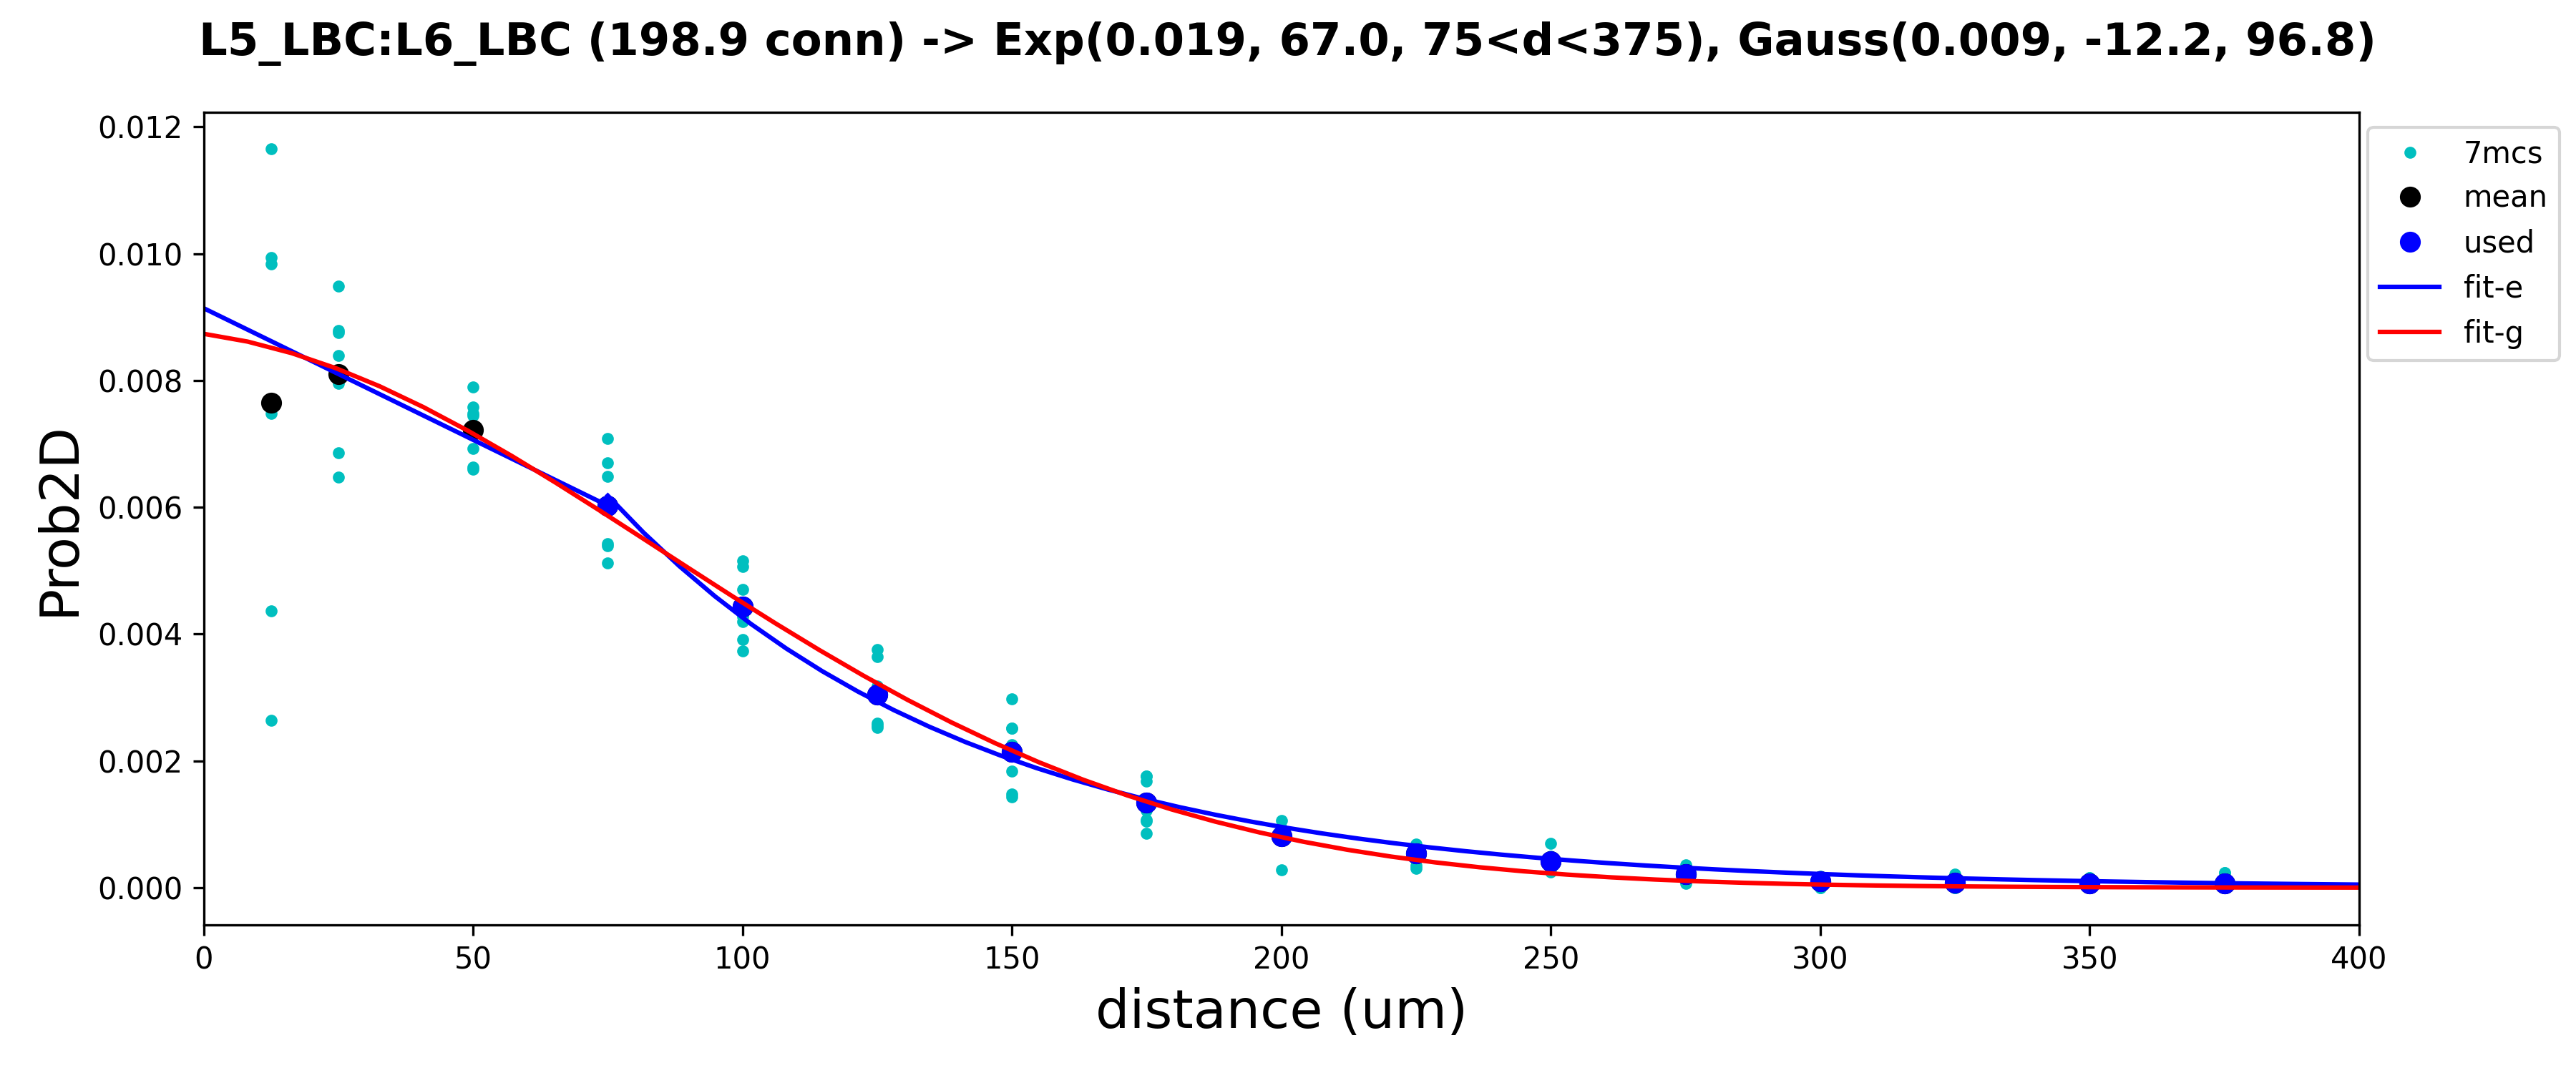 L5_LBC:L6_LBC (198.9 conn) -> Exp(0.019, 67.0, 75<d<375), Gauss(0.009, -12.2, 96.8)
0.012
0.010
0.008
0.006
0.004
0.002
0.000
Prob2D
0 50 100 150 200 250 300 350 400
distance (um)
7mcs
mean
used
fit-e
fit-g